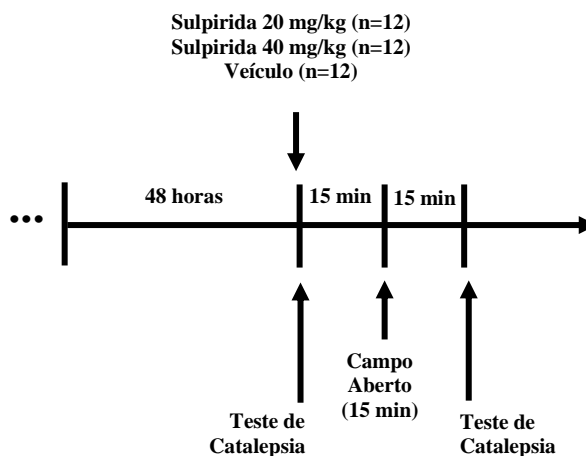 Sulpirida 20 mg/kg (n=12)
Sulpirida 40 mg/kg (n=12)
Veículo (n=12)
48 horas
15 min
15 min
...
Campo
Aberto
(15 min)
Teste de
Catalepsia
Teste de
Catalepsia